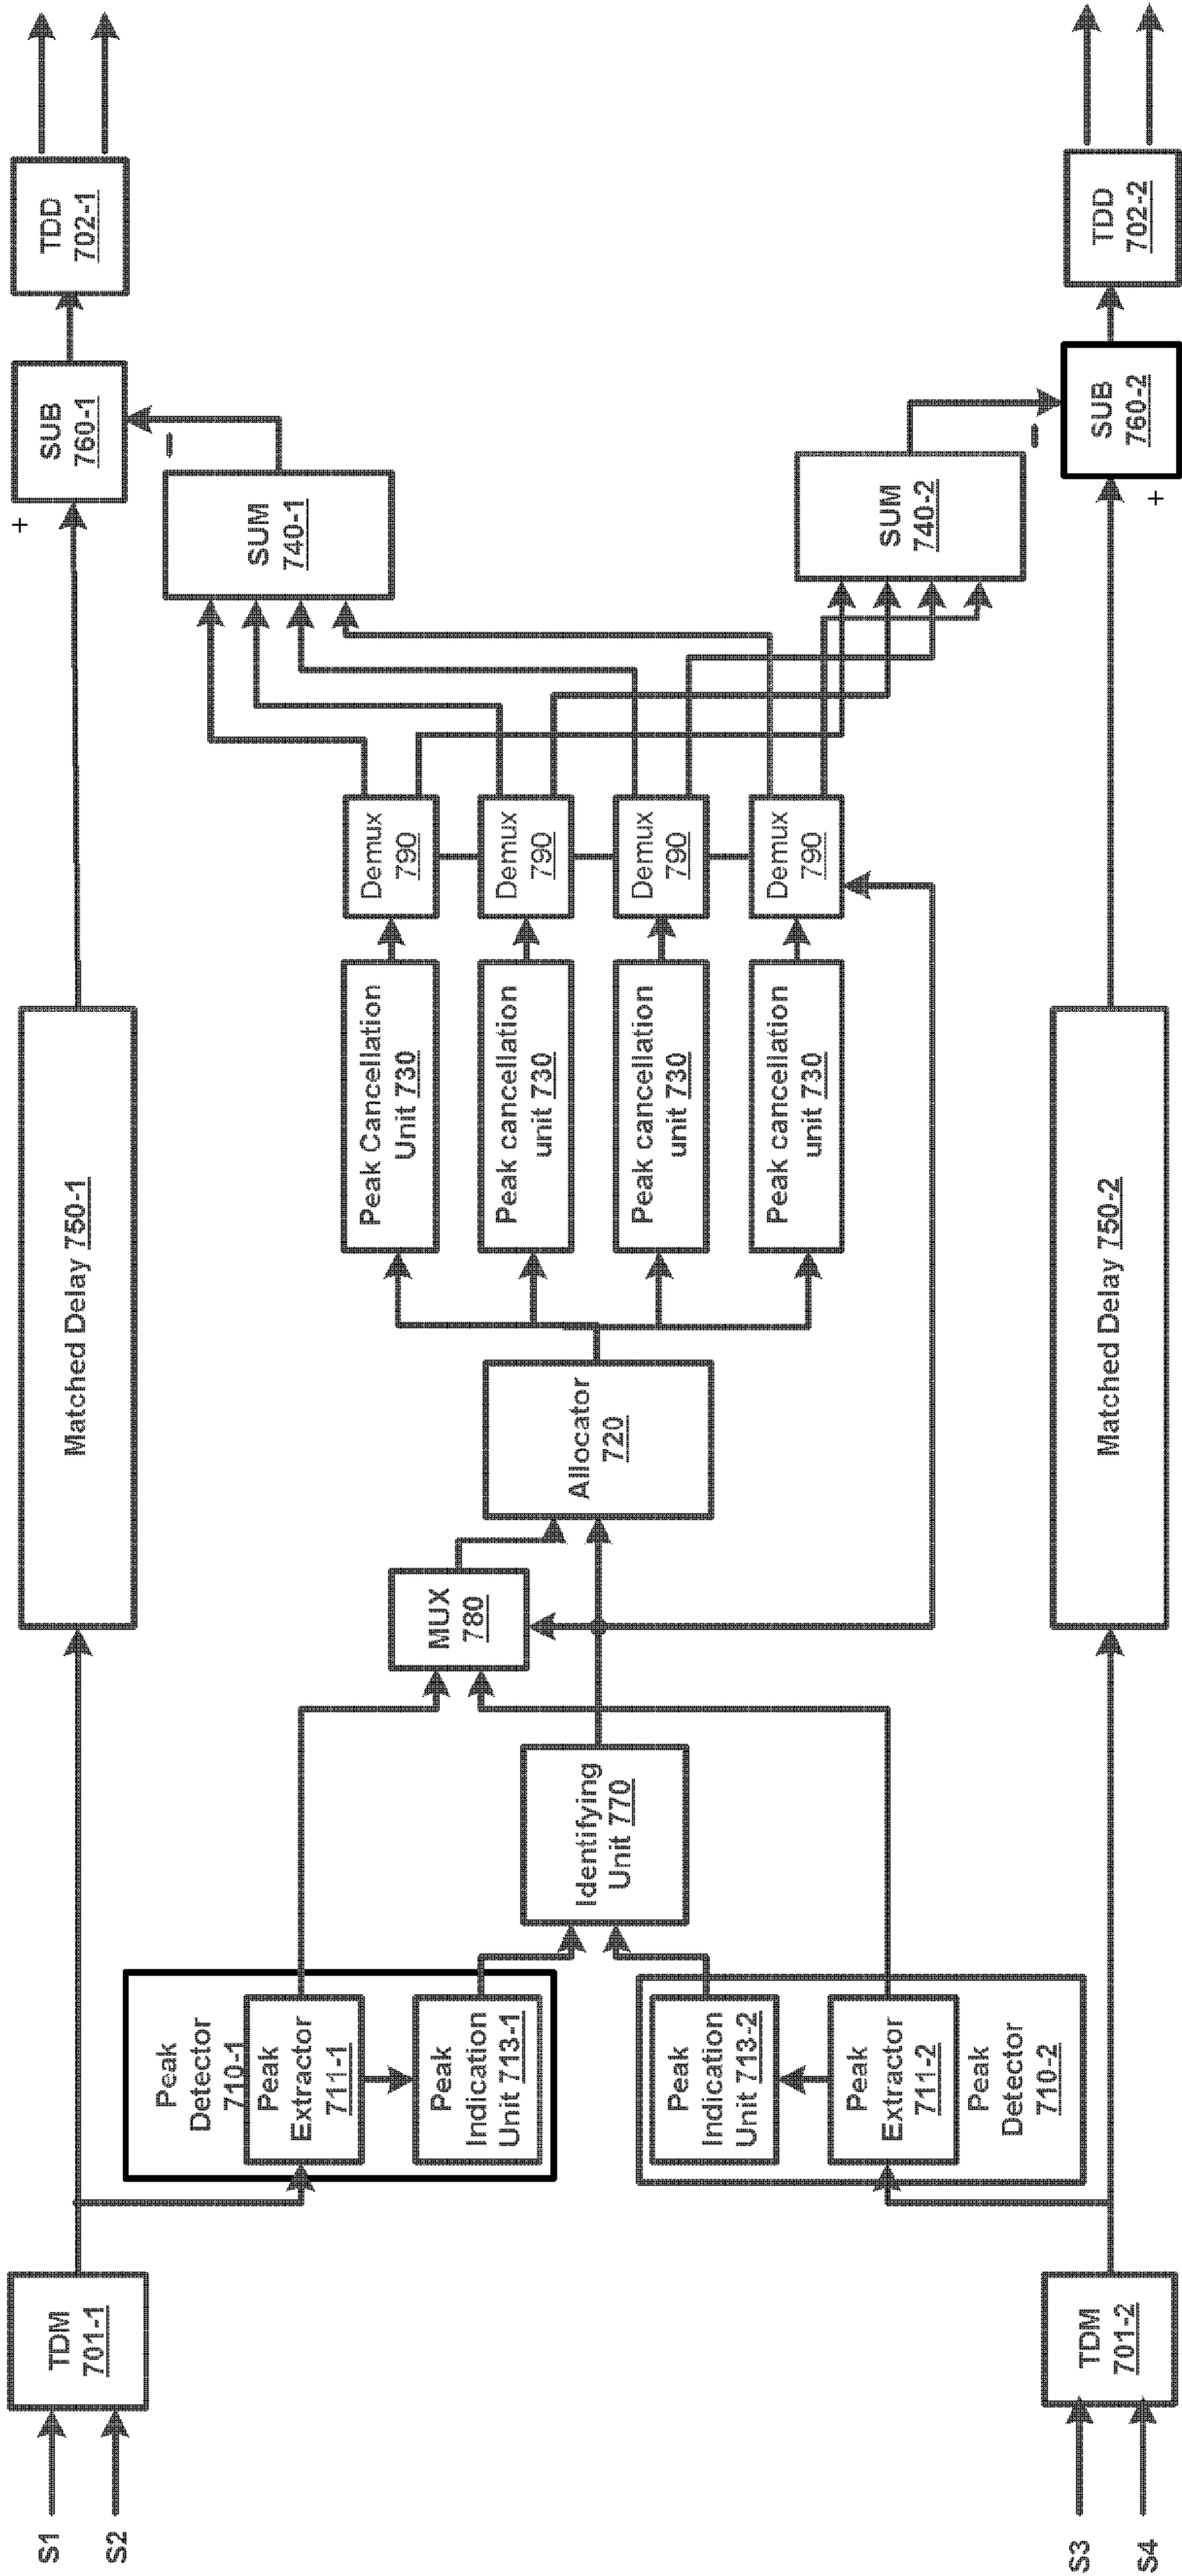 S1
S2
TDM
701-1
Peak
Detector
710-1
Peak
Extractor
711-1
Peak
Indication
Unit 713-1
Matched Delay 750-1
MUX
780
Identifying
Unit 770
Allocator
720
Peak Cancellation
Unit 730
Peak cancellation
unit 730
Peak cancellation
unit 730
Peak cancellation
unit 730
Demux
790
Demux
790
Demux
790
Demux
790
SUM
740-1
+
−
SUB
760-1
TDD
702-1
S3
S4
TDM
701-2
Peak
Indication
Unit 713-2
Peak
Extractor
711-2
Peak
Detector
710-2
Matched Delay 750-2
SUM
740-2
−
+
SUB
760-2
TDD
702-2